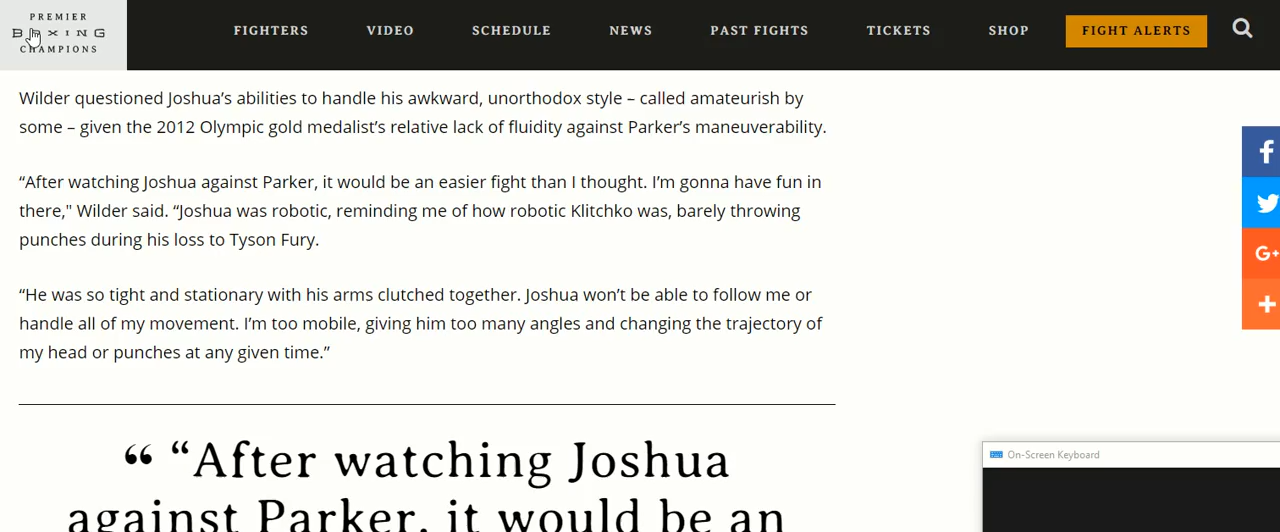 PREMIER
BOXING
CHAMPIONS
FIGHTERS VIDEO SCHEDULE NEWS PAST FIGHTS TICKETS SHOP FIGHT ALERTS
Wilder questioned Joshua’s abilities to handle his awkward, unorthodox style – called amateurish by
some – given the 2012 Olympic gold medalist’s relative lack of fluidity against Parker’s maneuverability.
“After watching Joshua against Parker, it would be an easier fight than I thought. I’m gonna have fun in
there," Wilder said. “Joshua was robotic, reminding me of how robotic Klitchko was, barely throwing
punches during his loss to Tyson Fury.
“He was so tight and stationary with his arms clutched together. Joshua won’t be able to follow me or
handle all of my movement. I’m too mobile, giving him too many angles and changing the trajectory of
my head or punches at any given time.”
“ “After watching Joshua
against Parker, it would be an
f
G+
+
On-Screen Keyboard